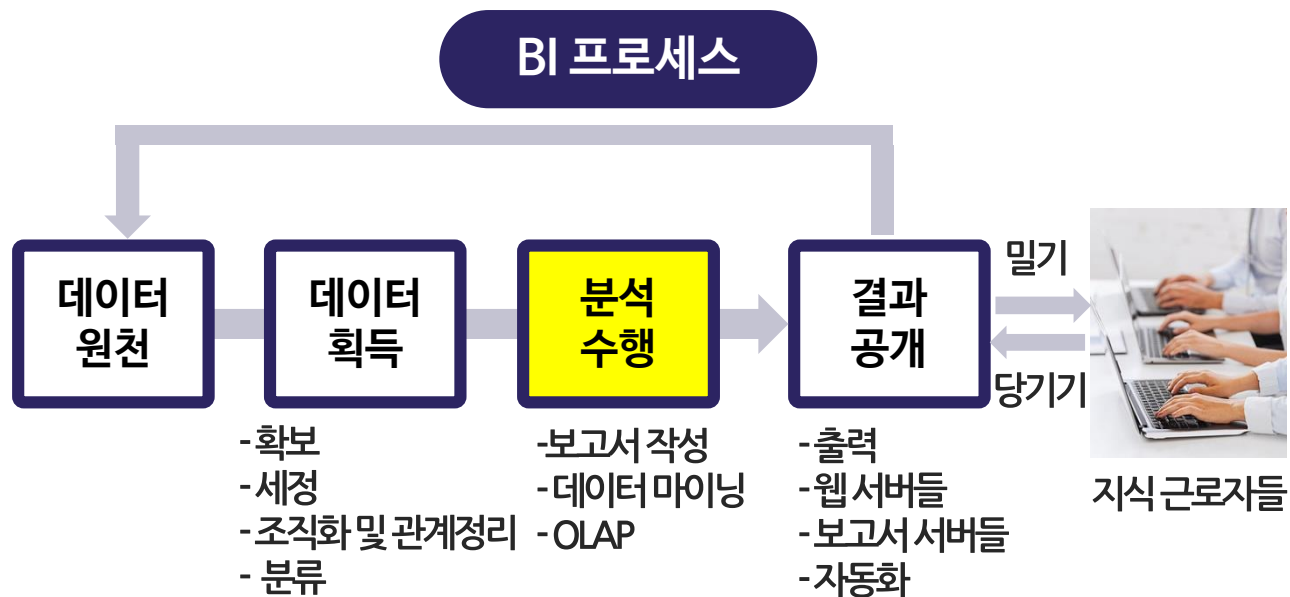 BI 프로세스
데이터
원천
데이터
획득
- 확보
- 세정
- 조직화 및 관계정리
- 분류
분석
수행
-보고서 작성
- 데이터 마이닝
- OLAP
결과
공개
- 출력
- 웹 서버들
- 보고서 서버들
- 자동화
밀기
당기기
지식 근로자들